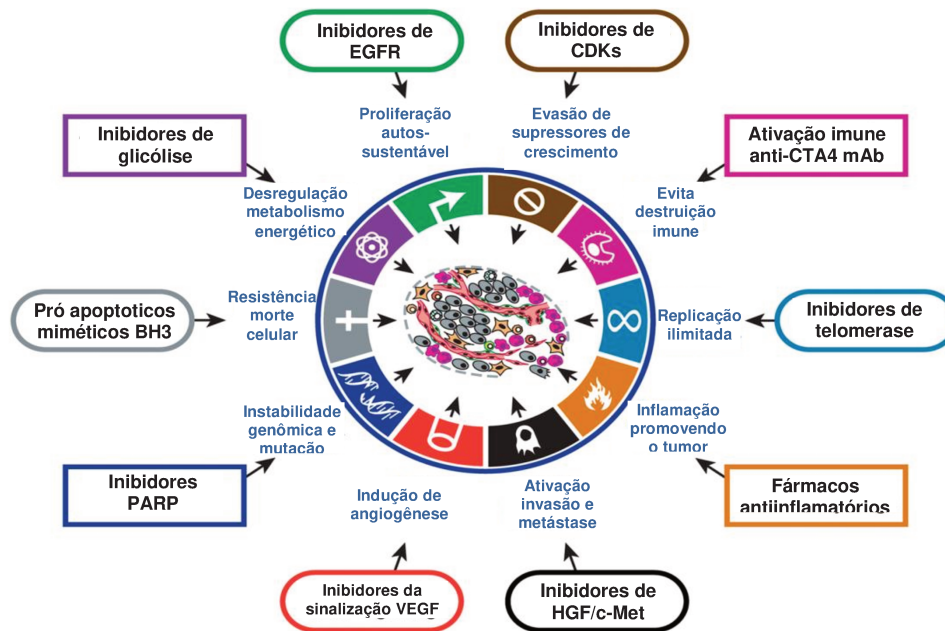 Inibidores de
EGFR
Inibidores de
CDKs
Proliferação
autos-
sustentável
Evasão de
supressores de
crescimento
Inibidores de
glicólise
Ativação imune
anti-CTA4 mAb
Desregulação
metabolismo
energético
Evita
destruição
imune
Pró apoptoticos
miméticos BH3
Resistência
morte
celular
Replicação
ilimitada
Inibidores de
telomerase
Instabilidade
genômica e
mutação
Inflamação
promovendo
o tumor
Inibidores
PARP
Indução de
angiogênese
Ativação
invasão e
metástase
Fármacos
antiinflamatórios
Inibidores da
sinalização VEGF
Inibidores de
HGF/c-Met